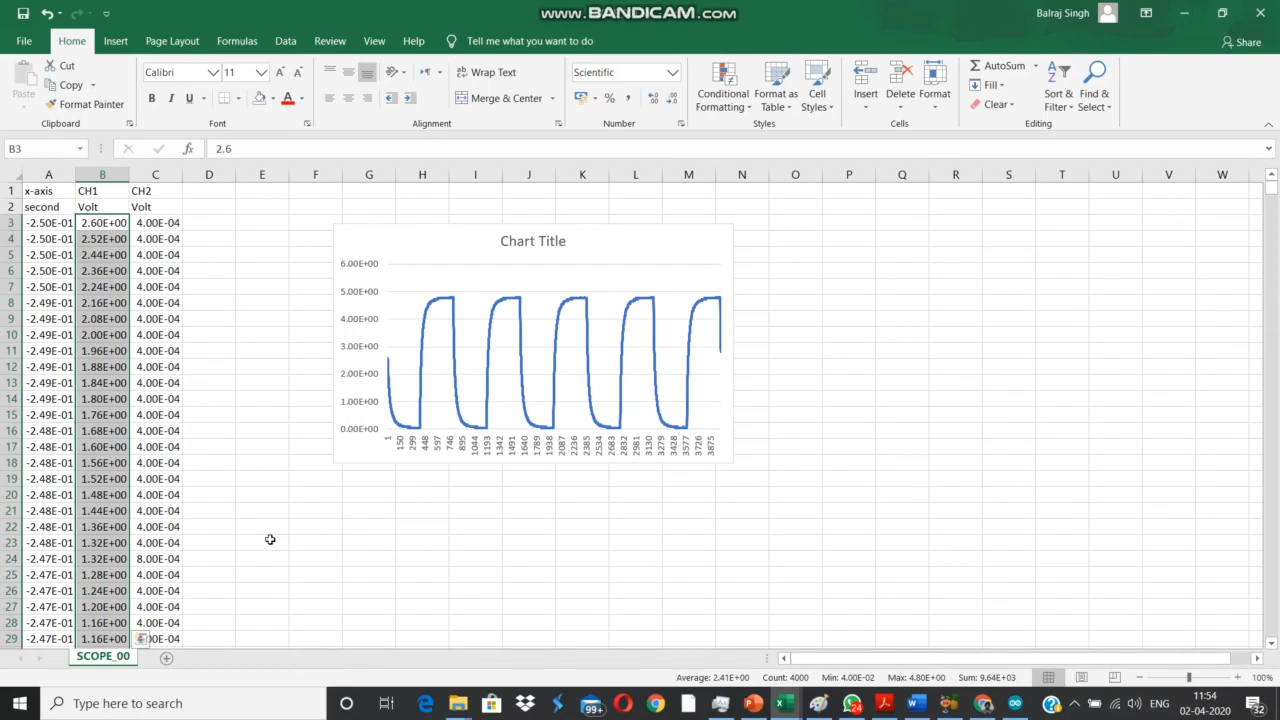 www.BANDICAM.com
Balraj Singh
File Home Insert Page Layout Formulas Data Review View Help Tell me what you want to do Share
Paste Cut Copy Format Painter Clipboard
Calibri 11 B I U A Font
Wrap Text Merge & Center Alignment
Scientific % , Number
Conditional Formatting Format as Table Cell Styles Styles
Insert Delete Format Cells
AutoSum Fill Clear Sort & Filter Find & Select Editing
B3 fx 2.6
A B C D E F G H I J K L M N O P Q R S T U V W
1 x-axis CH1 CH2
2 second Volt Volt
3 -2.50E-01 2.60E+00 4.00E-04
4 -2.50E-01 2.52E+00 4.00E-04
5 -2.50E-01 2.44E+00 4.00E-04
6 -2.50E-01 2.36E+00 4.00E-04
7 -2.50E-01 2.24E+00 4.00E-04
8 -2.49E-01 2.16E+00 4.00E-04
9 -2.49E-01 2.08E+00 4.00E-04
10 -2.49E-01 2.00E+00 4.00E-04
11 -2.49E-01 1.96E+00 4.00E-04
12 -2.49E-01 1.88E+00 4.00E-04
13 -2.49E-01 1.84E+00 4.00E-04
14 -2.49E-01 1.80E+00 4.00E-04
15 -2.49E-01 1.76E+00 4.00E-04
16 -2.48E-01 1.68E+00 4.00E-04
17 -2.48E-01 1.60E+00 4.00E-04
18 -2.48E-01 1.56E+00 4.00E-04
19 -2.48E-01 1.52E+00 4.00E-04
20 -2.48E-01 1.48E+00 4.00E-04
21 -2.48E-01 1.44E+00 4.00E-04
22 -2.48E-01 1.36E+00 4.00E-04
23 -2.48E-01 1.32E+00 4.00E-04
24 -2.47E-01 1.32E+00 8.00E-04
25 -2.47E-01 1.28E+00 4.00E-04
26 -2.47E-01 1.24E+00 4.00E-04
27 -2.47E-01 1.20E+00 4.00E-04
28 -2.47E-01 1.16E+00 4.00E-04
29 -2.47E-01 1.16E+00 00E-04
Chart Title
6.00E+00
5.00E+00
4.00E+00
3.00E+00
2.00E+00
1.00E+00
0.00E+00
1 150 299 448 597 746 895 1044 1193 1342 1491 1640 1789 1938 2087 2236 2385 2534 2683 2832 2981 3130 3279 3428 3577 3726 3875
SCOPE_00
Average: 2.41E+00 Count: 4000 Min: 4.00E-02 Max: 4.80E+00 Sum: 9.64E+03 100%
Type here to search 99+ 24 ENG 11:54
02-04-2020 32